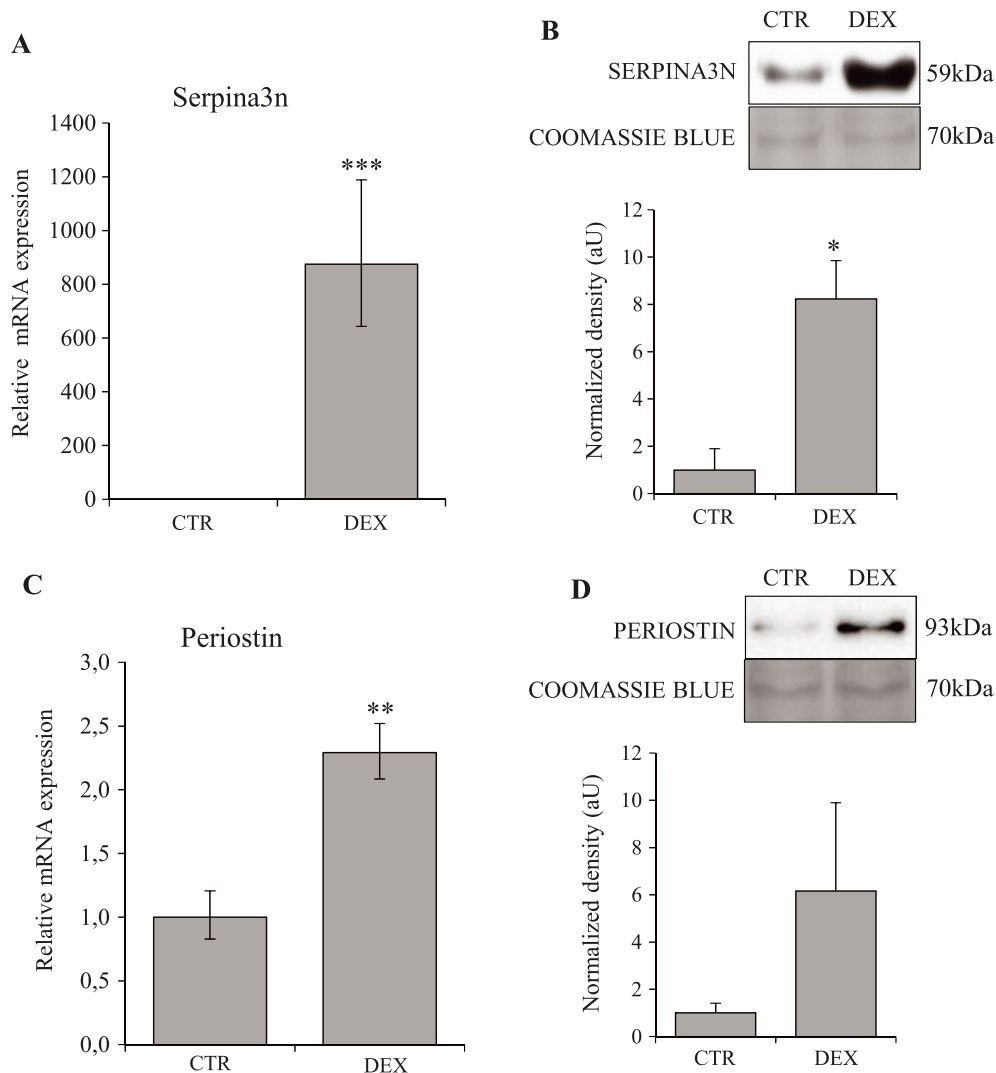 A
Serpina3n
1400
1200
1000
800
600
400
200
0
Relative mRNA expression
***
CTR
DEX
B
CTR
DEX
SERPINA3N
59kDa
COOMASSIE BLUE
70kDa
12
10
8
6
4
2
0
Normalized density (aU)
*
CTR
DEX
C
Periostin
3,0
2,5
2,0
1,5
1,0
0,5
0,0
Relative mRNA expression
**
CTR
DEX
D
CTR
DEX
PERIOSTIN
93kDa
COOMASSIE BLUE
70kDa
12
10
8
6
4
2
0
Normalized density (aU)
CTR
DEX